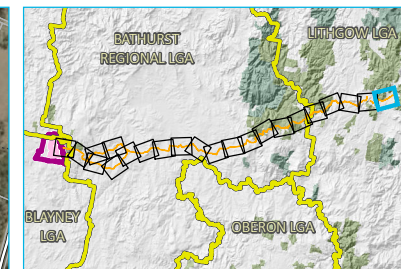 BATHURST
REGIONAL LGA
LITHGOW LGA
BLAYNEY
LGA
OBERON LGA